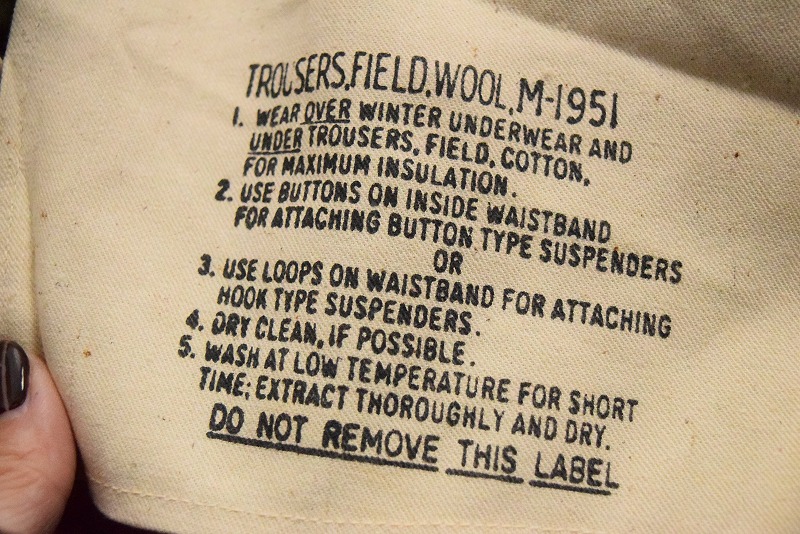 TROUSERS, FIELD, WOOL, M-1951
1. WEAR OVER WINTER UNDERWEAR AND
UNDER TROUSERS, FIELD, COTTON,
FOR MAXIMUM INSULATION.
2. USE BUTTONS ON INSIDE WAISTBAND
FOR ATTACHING BUTTON TYPE SUSPENDERS
OR
3. USE LOOPS ON WAISTBAND FOR ATTACHING
HOOK TYPE SUSPENDERS.
4. DRY CLEAN, IF POSSIBLE.
5. WASH AT LOW TEMPERATURE FOR SHORT
TIME; EXTRACT THOROUGHLY AND DRY.
DO NOT REMOVE THIS LABEL